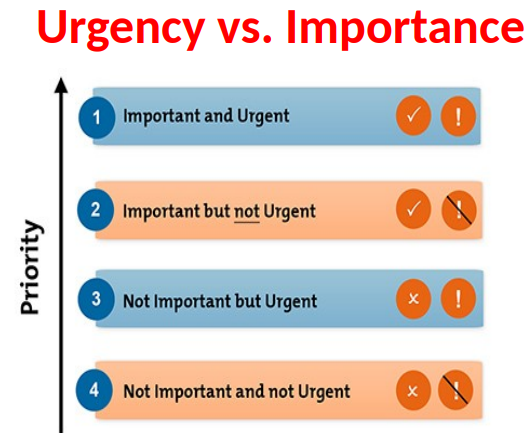 Urgency vs. Importance
Priority
1 Important and Urgent ✓ !
2 Important but not Urgent ✓ !
3 Not Important but Urgent x !
4 Not Important and not Urgent x !